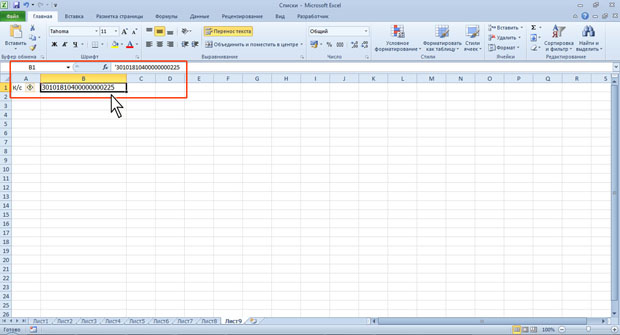 Списки - Microsoft Excel
Файл Главная Вставка Разметка страницы Формулы Данные Рецензирование Вид Разработчик
Вставить
Tahoma 11
Ж К Ч
Перенос текста
Объединить и поместить в центре
Общий
% 000
Условное форматирование
Форматировать как таблицу
Стили ячеек
Вставить
Удалить
Формат
Сортировка и фильтр
Найти и выделить
Буфер обмена Шрифт Выравнивание Число Стили Ячейки Редактирование
B1 fx '30101810400000000225
A B C D E F G H I J K L M N O P Q R S
1 К/с 30101810400000000225
2
3
4
5
6
7
8
9
10
11
12
13
14
15
16
17
18
19
20
21
22
23
24
25
26
Лист1 Лист2 Лист3 Лист4 Лист5 Лист6 Лист7 Лист8 Лист9
Готово 100%